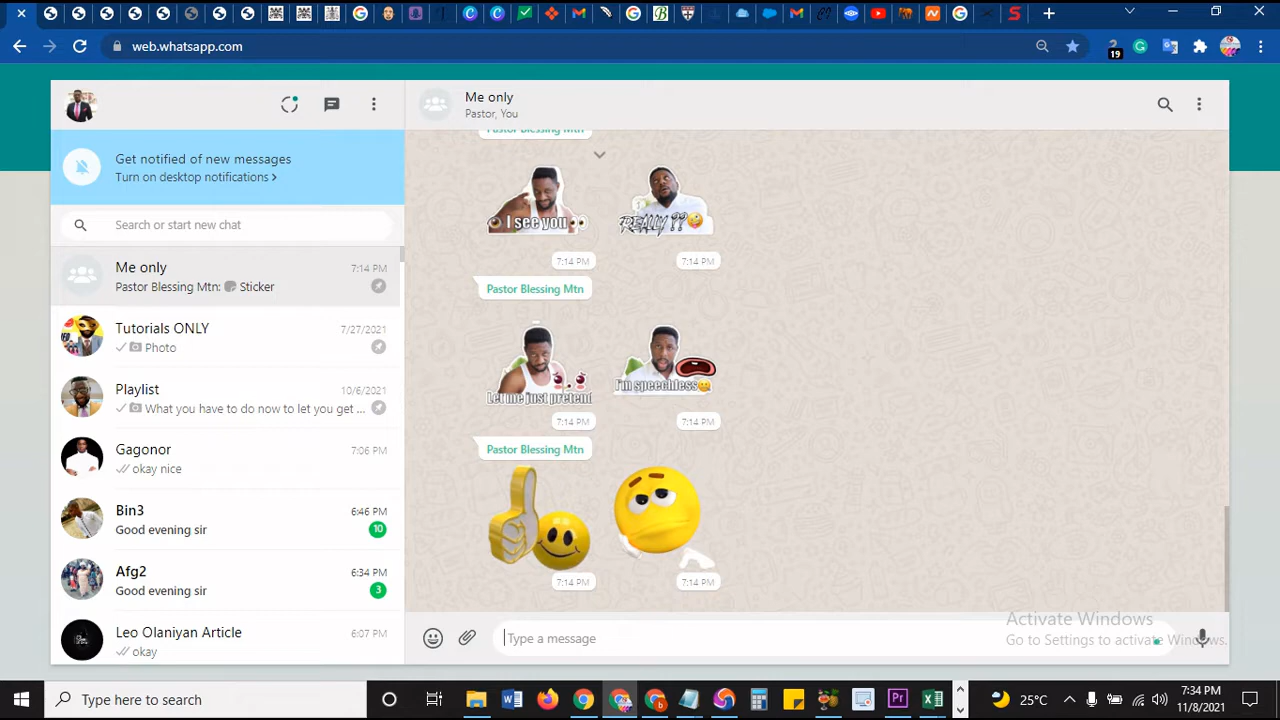 19
web.whatsapp.com
Me only
Pastor, You
Get notified of new messages
Turn on desktop notifications >
Search or start new chat
Me only
7:14 PM
Pastor Blessing Mtn: Sticker
Tutorials ONLY
7/27/2021
Photo
Playlist
10/6/2021
What you have to do now to let you get ...
Gagonor
7:06 PM
okay nice
Bin3
6:46 PM
Good evening sir
10
Afg2
6:34 PM
Good evening sir
3
Leo Olaniyan Article
6:07 PM
okay
Pastor Blessing Mtn
I see you
REALLY ??
7:14 PM
7:14 PM
Pastor Blessing Mtn
Let me just pretend
I'm speechless
7:14 PM
7:14 PM
Pastor Blessing Mtn
7:14 PM
7:14 PM
Type a message
Activate Windows
Go to Settings to activate Windows.
Type here to search
25°C
7:34 PM
11/8/2021